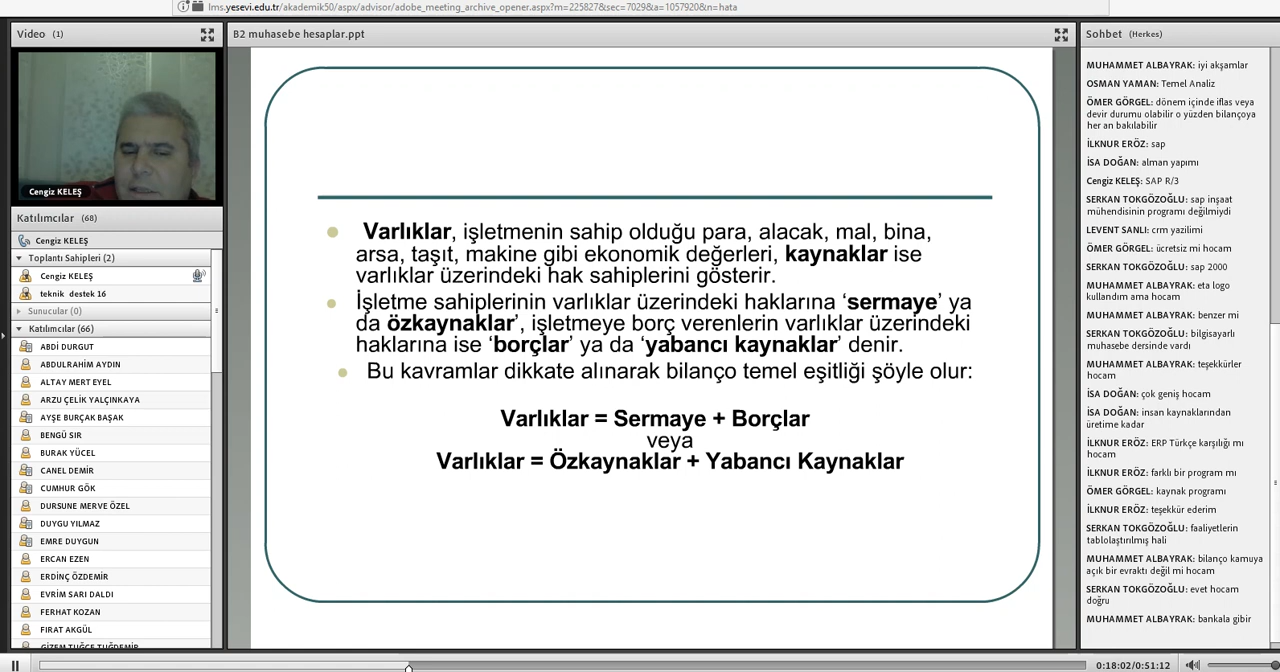 lms.yesevi.edu.tr/akademik50/aspx/advisor/adobe_meeting_archive_opener.aspx?m=225827&sec=7029&a=1057920&n=hata
Video (1)
Cengiz KELEŞ
Katılımcılar (68)
Cengiz KELEŞ
Toplantı Sahipleri (2)
Cengiz KELEŞ
teknik destek 16
Sunucular (0)
Katılımcılar (66)
ABDİ DURGUT
ABDULRAHİM AYDIN
ALTAY MERT EYEL
ARZU ÇELİK YALÇINKAYA
AYŞE BURÇAK BAŞAK
BENGÜ SIR
BURAK YÜCEL
CANEL DEMİR
CUMHUR GÖK
DURSUNE MERVE ÖZEL
DUYGU YILMAZ
EMRE DUYGUN
ERCAN EZEN
ERDİNÇ ÖZDEMİR
EVRİM SARI DALDI
FERHAT KOZAN
FIRAT AKGÜL
GİZEM TUĞÇE TUĞDEMİR
B2 muhasebe hesaplar.ppt
Varlıklar, işletmenin sahip olduğu para, alacak, mal, bina,
arsa, taşıt, makine gibi ekonomik değerleri, kaynaklar ise
varlıklar üzerindeki hak sahiplerini gösterir.
İşletme sahiplerinin varlıklar üzerindeki haklarına ‘sermaye’ ya
da özkaynaklar’, işletmeye borç verenlerin varlıklar üzerindeki
haklarına ise ‘borçlar’ ya da ‘yabancı kaynaklar’ denir.
Bu kavramlar dikkate alınarak bilanço temel eşitliği şöyle olur:
Varlıklar = Sermaye + Borçlar
veya
Varlıklar = Özkaynaklar + Yabancı Kaynaklar
Sohbet (Herkes)
MUHAMMET ALBAYRAK: iyi akşamlar
OSMAN YAMAN: Temel Analiz
ÖMER GÖRGEL: dönem içinde iflas veya
devir durumu olabilir o yüzden bilançoya
her an bakılabilir
İLKNUR ERÖZ: sap
İSA DOĞAN: alman yapımı
Cengiz KELEŞ: SAP R/3
SERKAN TOKGÖZOĞLU: sap inşaat
mühendisinin programı değilmiydi
LEVENT SANLI: crm yazilimi
ÖMER GÖRGEL: ücretsiz mi hocam
SERKAN TOKGÖZOĞLU: sap 2000
MUHAMMET ALBAYRAK: eta logo
kullandım ama hocam
MUHAMMET ALBAYRAK: benzer mi
SERKAN TOKGÖZOĞLU: bilgisayarlı
muhasebe dersinde vardı
MUHAMMET ALBAYRAK: teşekkürler
hocam
İSA DOĞAN: çok geniş hocam
İSA DOĞAN: insan kaynaklarından
üretime kadar
İLKNUR ERÖZ: ERP Türkçe karşılığı mı
hocam
İLKNUR ERÖZ: farklı bir program mı
ÖMER GÖRGEL: kaynak programı
İLKNUR ERÖZ: teşekkür ederim
SERKAN TOKGÖZOĞLU: faaliyetlerin
tablolaştırılmış hali
MUHAMMET ALBAYRAK: bilanço kamuya
açık bir evraktı değil mi hocam
SERKAN TOKGÖZOĞLU: evet hocam
doğru
MUHAMMET ALBAYRAK: bankala gibir
0:18:02/0:51:12